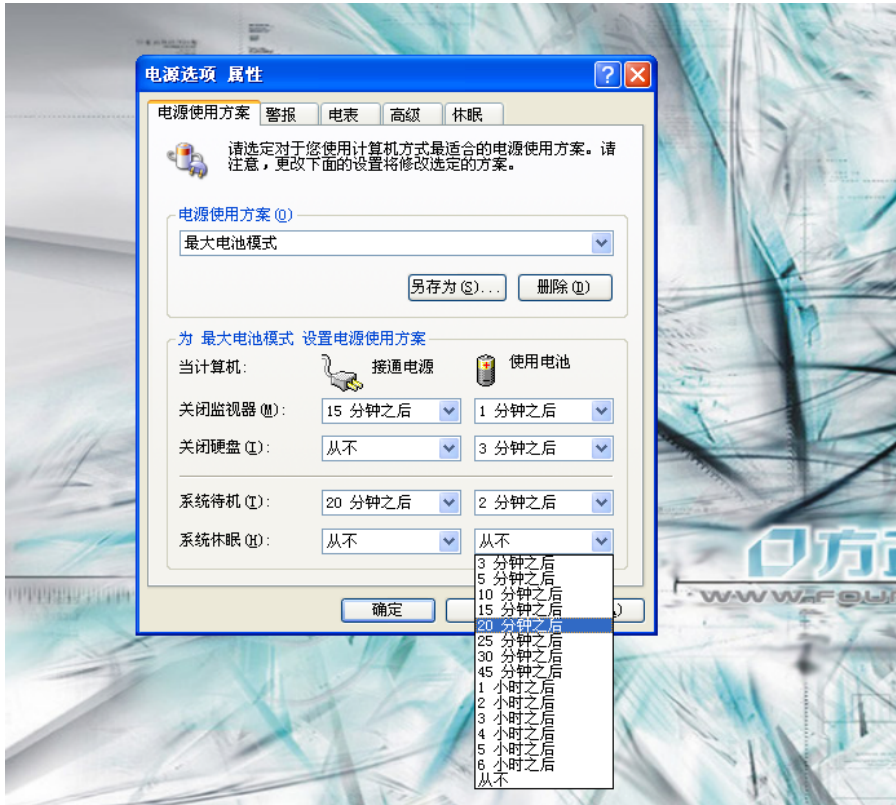 电源选项 属性
电源使用方案 警报 电表 高级 休眠
请选定对于您使用计算机方式最适合的电源使用方案。请
注意,更改下面的设置将修改选定的方案。
电源使用方案(O)
最大电池模式
另存为(S)... 删除(D)
为 最大电池模式 设置电源使用方案
当计算机: 接通电源 使用电池
关闭监视器(M): 15 分钟之后 1 分钟之后
关闭硬盘(I): 从不 3 分钟之后
系统待机(T): 20 分钟之后 2 分钟之后
系统休眠(H): 从不 从不
3 分钟之后
5 分钟之后
10 分钟之后
15 分钟之后
20 分钟之后
25 分钟之后
30 分钟之后
45 分钟之后
1 小时之后
2 小时之后
3 小时之后
4 小时之后
5 小时之后
6 小时之后
从不
确定
方正
www.foun